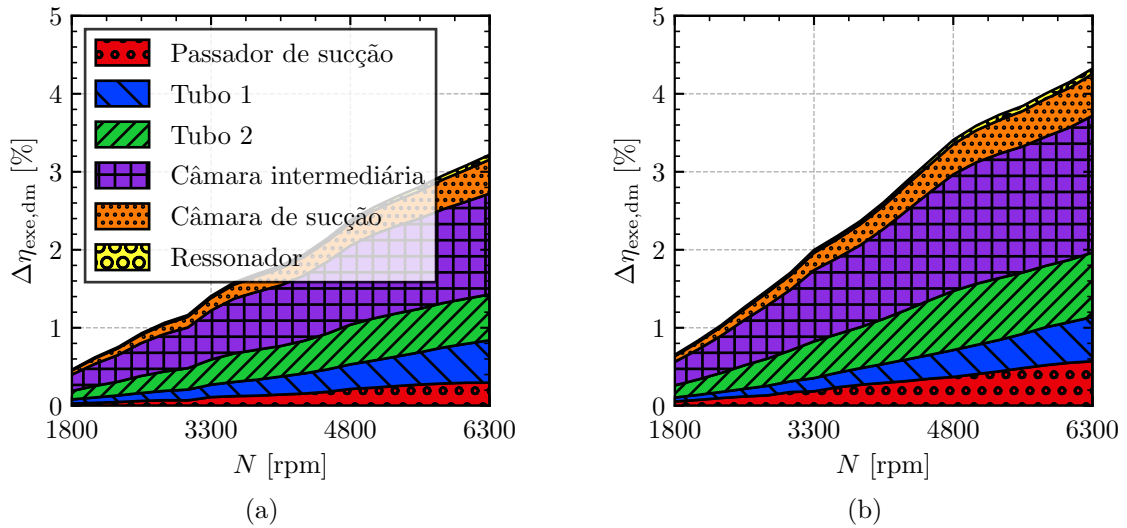 5
4
3
2
1
0
Δη_exe,dm [%]
Passador de sucção
Tubo 1
Tubo 2
Câmara intermediária
Câmara de sucção
Ressonador
1800 3300 4800 6300
N [rpm]
(a)
5
4
3
2
1
0
Δη_exe,dm [%]
1800 3300 4800 6300
N [rpm]
(b)